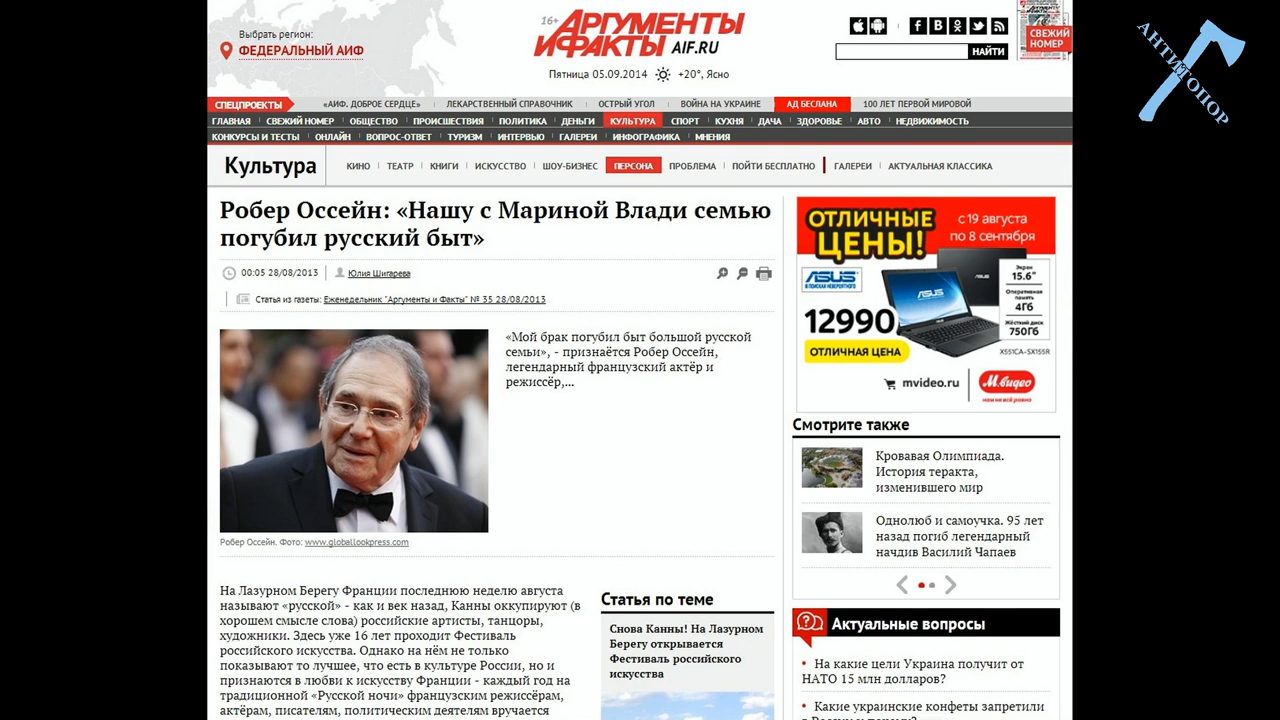 Выбрать регион:
ФЕДЕРАЛЬНЫЙ АИФ
16+ АРГУМЕНТЫ
И ФАКТЫ AIF.RU
Пятница 05.09.2014 +20°, Ясно
НАЙТИ
СВЕЖИЙ
НОМЕР
АНТИТОПОР
СПЕЦПРОЕКТЫ «АИФ. ДОБРОЕ СЕРДЦЕ» ЛЕКАРСТВЕННЫЙ СПРАВОЧНИК ОСТРЫЙ УГОЛ ВОЙНА НА УКРАИНЕ АД БЕСЛАНА 100 ЛЕТ ПЕРВОЙ МИРОВОЙ
ГЛАВНАЯ СВЕЖИЙ НОМЕР ОБЩЕСТВО ПРОИСШЕСТВИЯ ПОЛИТИКА ДЕНЬГИ КУЛЬТУРА СПОРТ КУХНЯ ДАЧА ЗДОРОВЬЕ АВТО НЕДВИЖИМОСТЬ
КОНКУРСЫ И ТЕСТЫ ОНЛАЙН ВОПРОС-ОТВЕТ ТУРИЗМ ИНТЕРВЬЮ ГАЛЕРЕИ ИНФОГРАФИКА МНЕНИЯ
Культура КИНО ТЕАТР КНИГИ ИСКУССТВО ШОУ-БИЗНЕС ПЕРСОНА ПРОБЛЕМА ПОЙТИ БЕСПЛАТНО ГАЛЕРЕИ АКТУАЛЬНАЯ КЛАССИКА
Робер Оссейн: «Нашу с Мариной Влади семью
погубил русский быт»
00:05 28/08/2013 Юлия Шигарева
Статья из газеты: Еженедельник "Аргументы и Факты" № 35 28/08/2013
«Мой брак погубил быт большой русской
семьи», - признаётся Робер Оссейн,
легендарный французский актёр и
режиссёр,...
Робер Оссейн. Фото: www.globallookpress.com
На Лазурном Берегу Франции последнюю неделю августа
называют «русской» - как и век назад, Канны оккупируют (в
хорошем смысле слова) российские артисты, танцоры,
художники. Здесь уже 16 лет проходит Фестиваль
российского искусства. Однако на нём не только
показывают то лучшее, что есть в культуре России, но и
признаются в любви к искусству Франции - каждый год на
традиционной «Русской ночи» французским режиссёрам,
актёрам, писателям, политическим деятелям вручается
Статья по теме
Снова Канны! На Лазурном
Берегу открывается
Фестиваль российского
искусства
ОТЛИЧНЫЕ
ЦЕНЫ!
с 19 августа
по 8 сентября
ASUS
В ПОИСКАХ НЕВЕРОЯТНОГО
12990
ОТЛИЧНАЯ ЦЕНА
Экран
15.6"
Оперативная
память
4Гб
Жёсткий диск
750Гб
X551CA-SX155R
mvideo.ru
М.видео
нам не всё равно
Смотрите также
Кровавая Олимпиада.
История теракта,
изменившего мир
Однолюб и самоучка. 95 лет
назад погиб легендарный
начдив Василий Чапаев
Актуальные вопросы
На какие цели Украина получит от
НАТО 15 млн долларов?
Какие украинские конфеты запретили